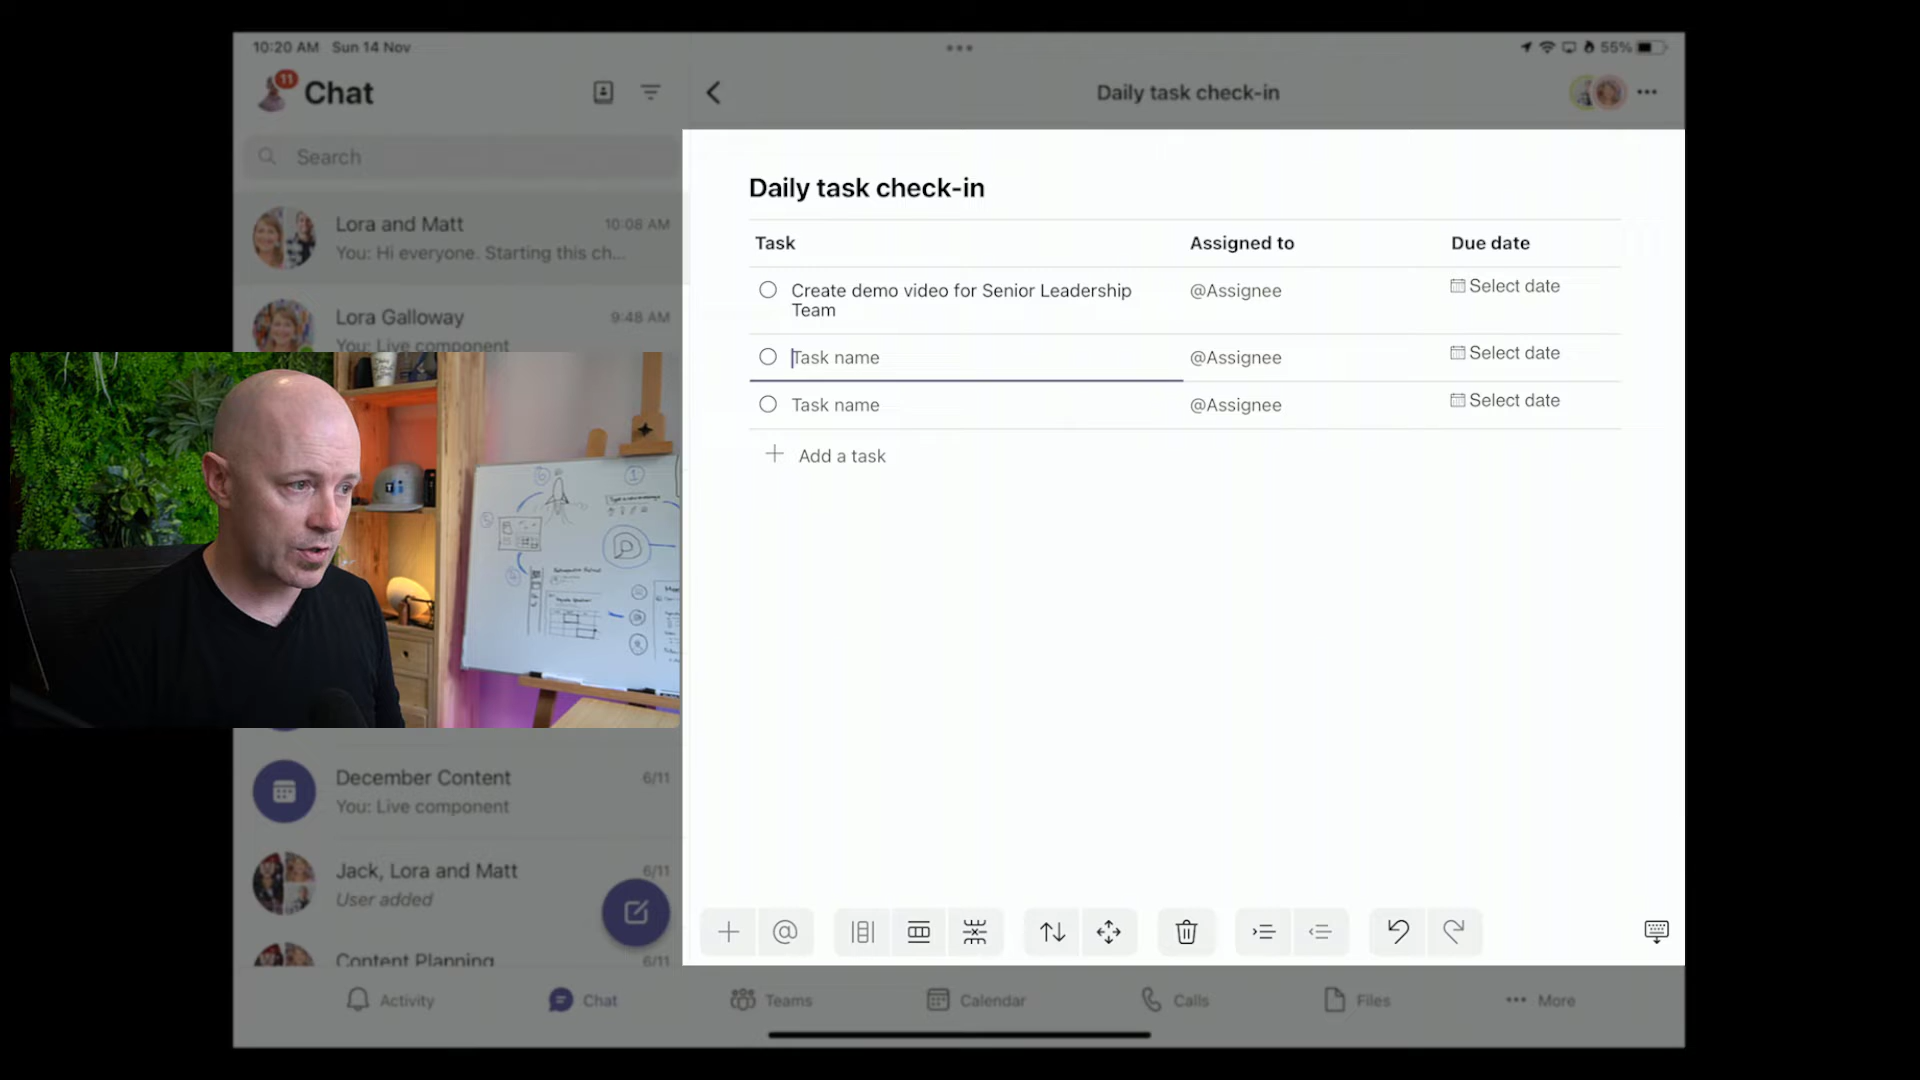 10:20 AM Sun 14 Nov
55%
11
Chat
Daily task check-in
Search
Lora and Matt
10:08 AM
You: Hi everyone. Starting this ch...
Lora Galloway
9:48 AM
You: Live component
December Content
6/11
You: Live component
Jack, Lora and Matt
6/11
User added
Content Planning
6/11
Daily task check-in
Task
Assigned to
Due date
Create demo video for Senior Leadership
Team
@Assignee
Select date
Task name
@Assignee
Select date
Task name
@Assignee
Select date
Add a task
Activity
Chat
Teams
Calendar
Calls
Files
More